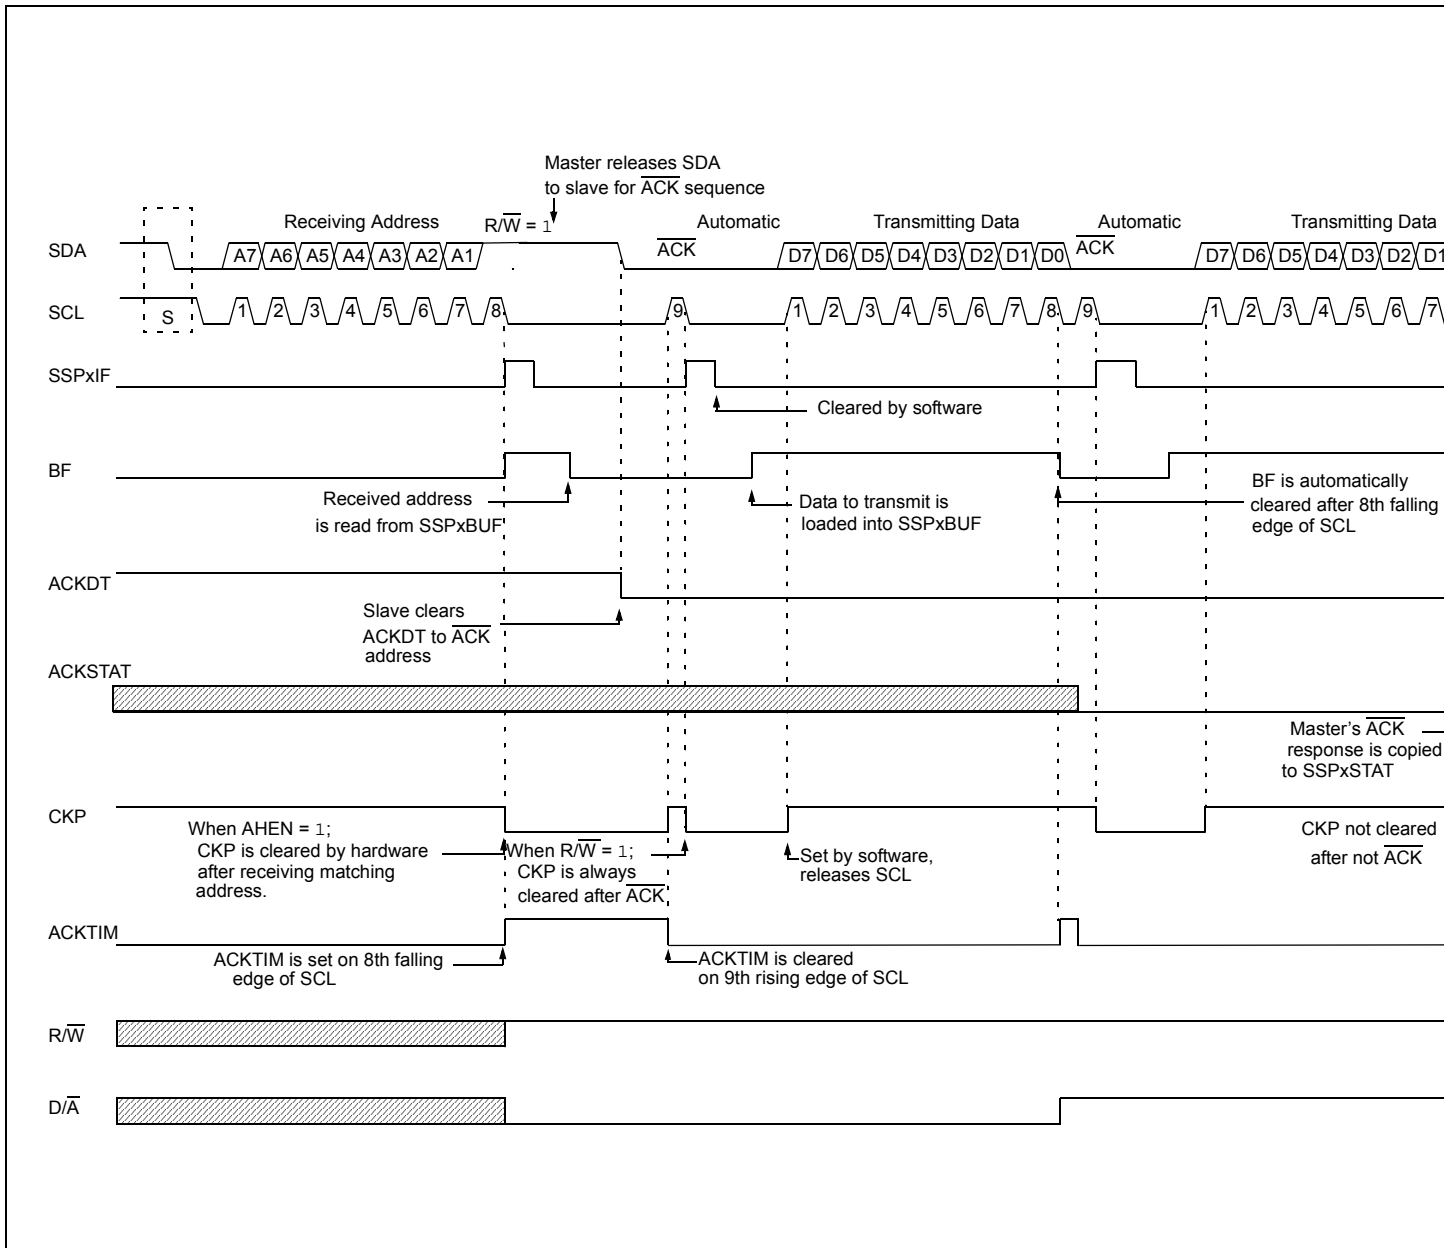 Master releases SDA
to slave for ACK sequence
Receiving Address R/W = 1 Automatic Transmitting Data Automatic Transmitting Data
SDA A7 A6 A5 A4 A3 A2 A1 ACK D7 D6 D5 D4 D3 D2 D1 D0 ACK D7 D6 D5 D4 D3 D2 D1
SCL S 1 2 3 4 5 6 7 8 9 1 2 3 4 5 6 7 8 9 1 2 3 4 5 6 7
SSPxIF
Cleared by software
BF
Received address
is read from SSPxBUF
Data to transmit is
loaded into SSPxBUF
BF is automatically
cleared after 8th falling
edge of SCL
ACKDT
Slave clears
ACKDT to ACK
address
ACKSTAT
Master's ACK
response is copied
to SSPxSTAT
CKP
When AHEN = 1;
CKP is cleared by hardware
after receiving matching
address.
When R/W = 1;
CKP is always
cleared after ACK
Set by software,
releases SCL
CKP not cleared
after not ACK
ACKTIM
ACKTIM is set on 8th falling
edge of SCL
ACKTIM is cleared
on 9th rising edge of SCL
R/W
D/A